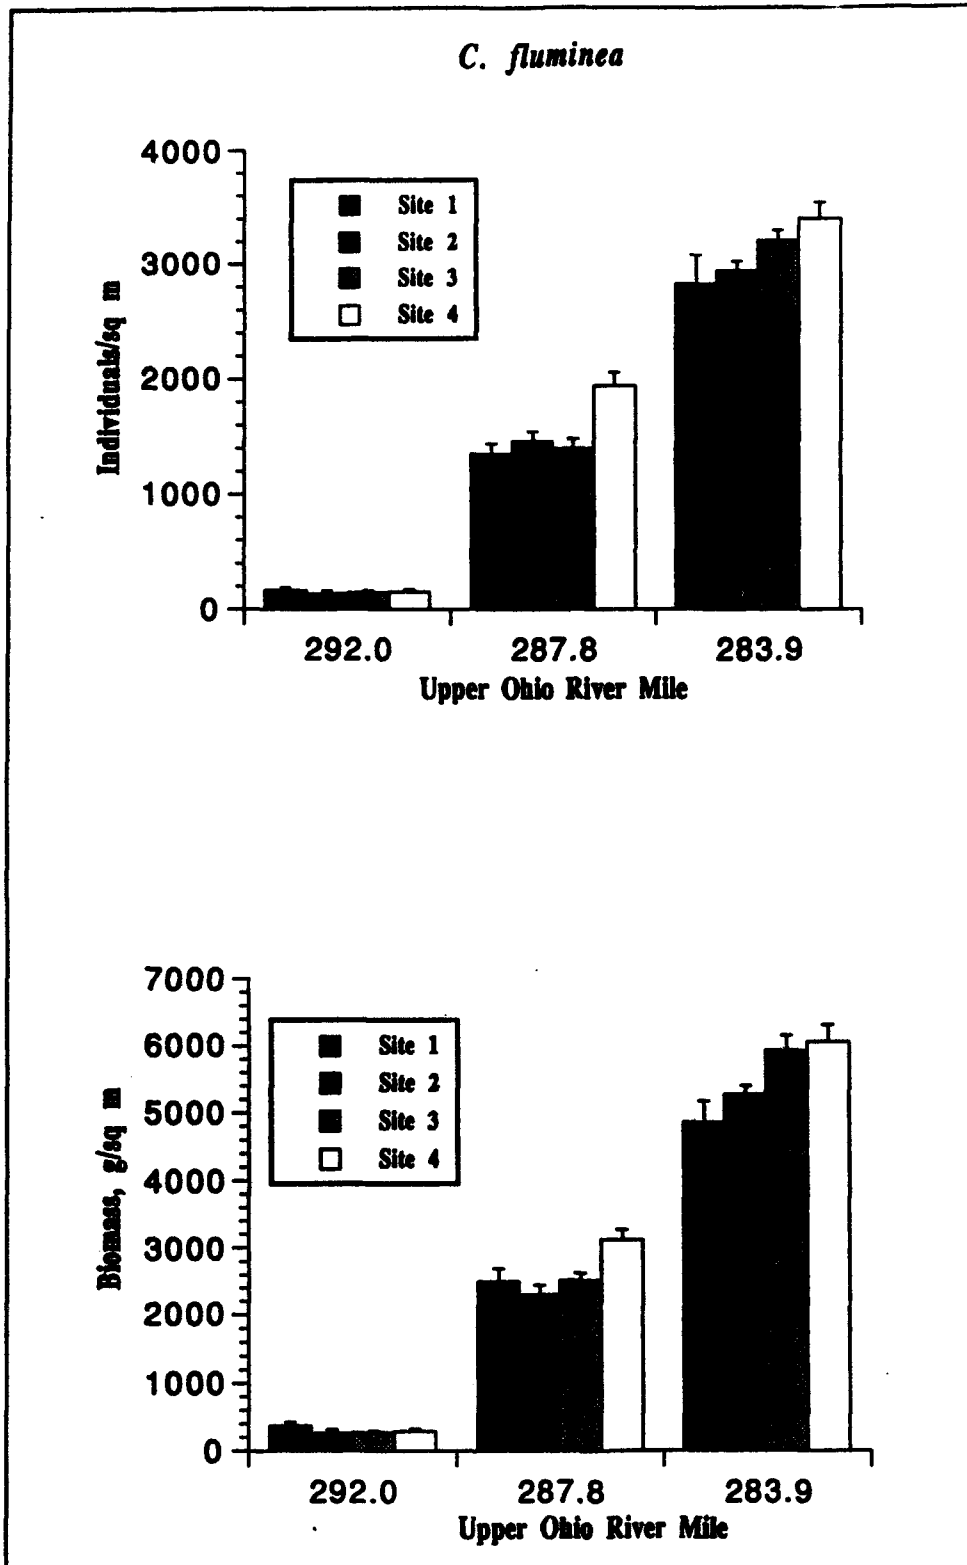 C. fluminea
4000
3000
2000
1000
0
Individuals/sq m
Site 1
Site 2
Site 3
Site 4
292.0 287.8 283.9
Upper Ohio River Mile
7000
6000
5000
4000
3000
2000
1000
0
Biomass, g/sq m
Site 1
Site 2
Site 3
Site 4
292.0 287.8 283.9
Upper Ohio River Mile